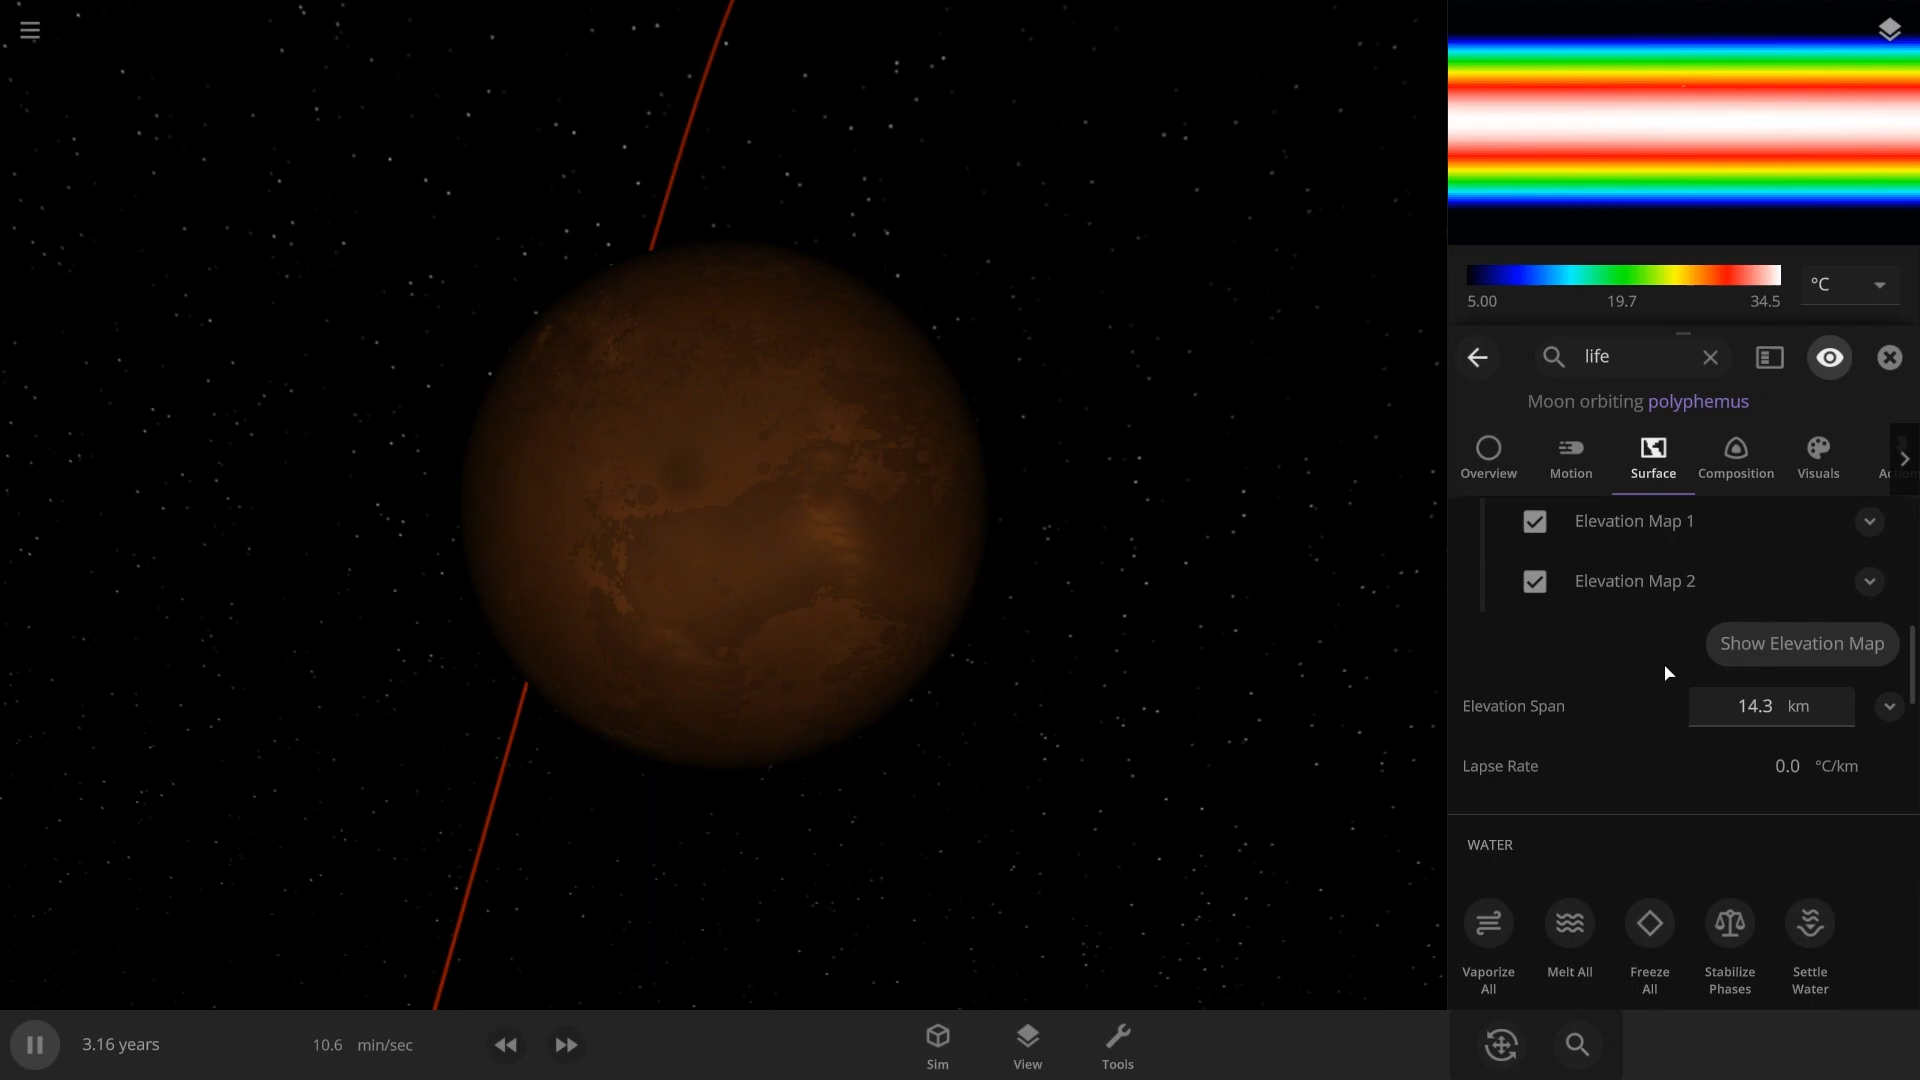 5.00 19.7 34.5 °C
life
Moon orbiting polyphemus
Overview Motion Surface Composition Visuals
Elevation Map 1
Elevation Map 2
Show Elevation Map
Elevation Span 14.3 km
Lapse Rate 0.0 °C/km
WATER
Vaporize All
Melt All
Freeze All
Stabilize Phases
Settle Water
3.16 years 10.6 min/sec
Sim View Tools